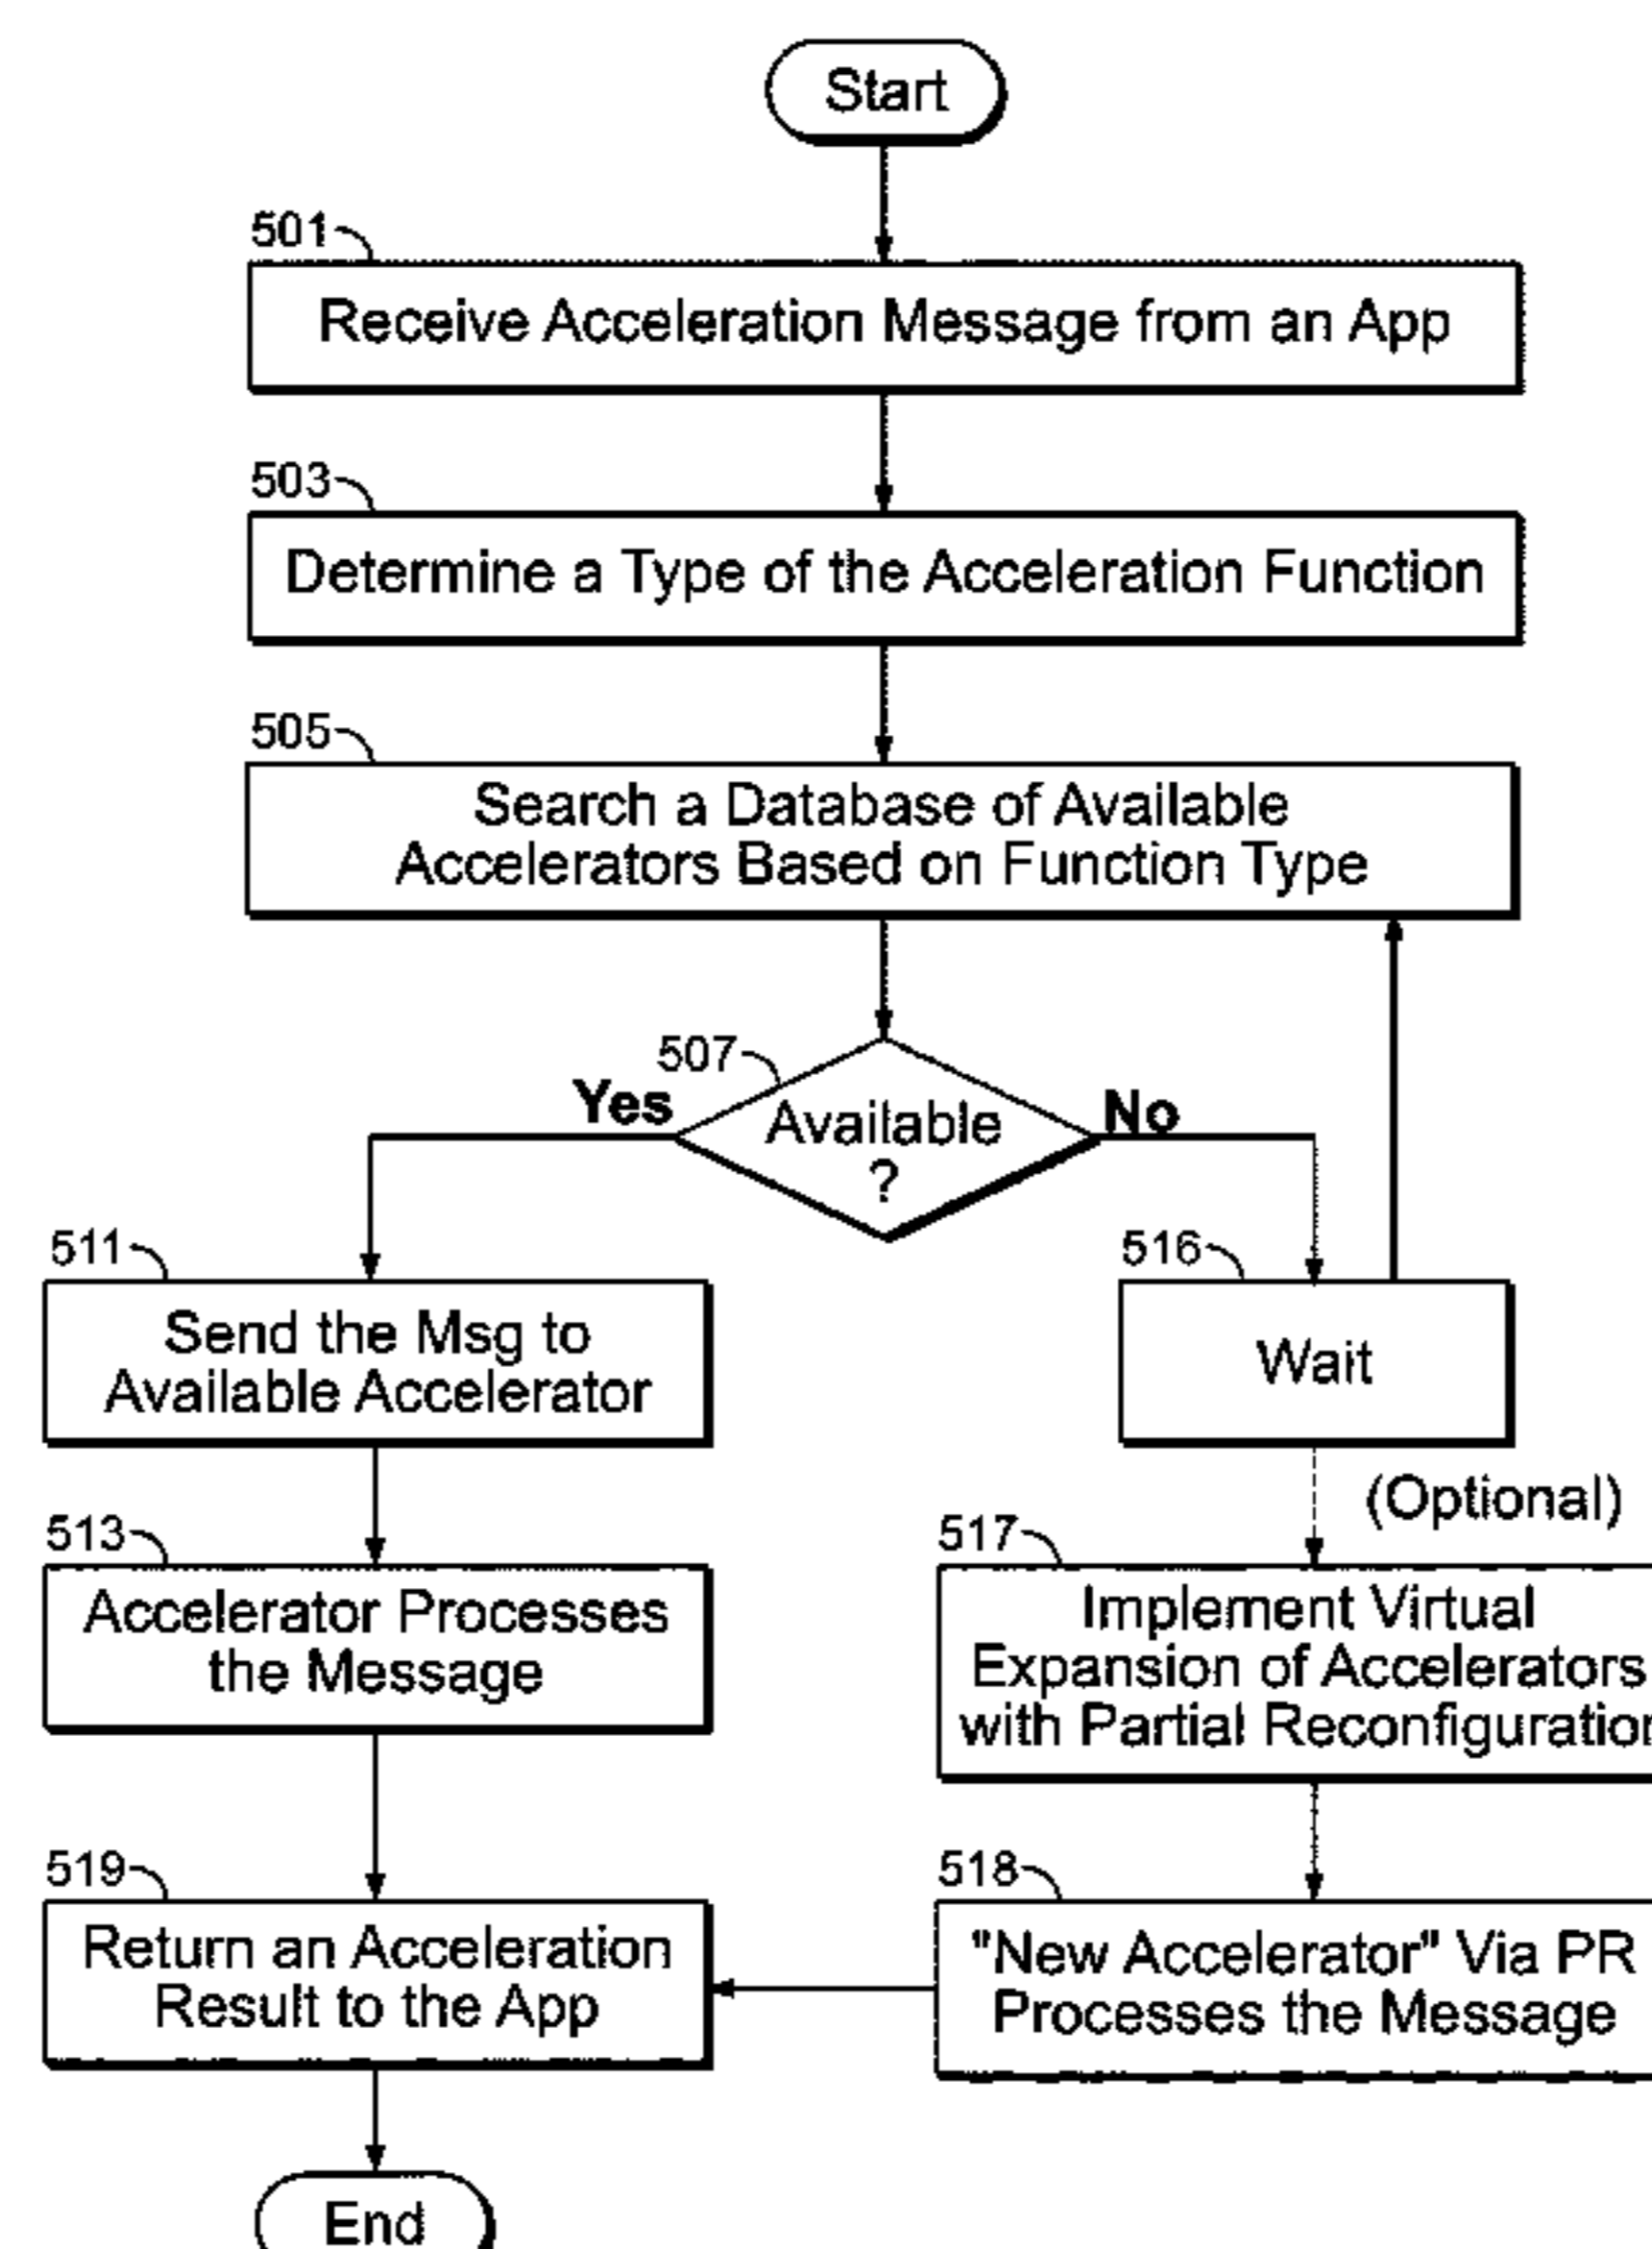 Start
501
Receive Acceleration Message from an App
503
Determine a Type of the Acceleration Function
505
Search a Database of Available
Accelerators Based on Function Type
507
Yes
Available
?
No
511
Send the Msg to
Available Accelerator
516
Wait
(Optional)
513
Accelerator Processes
the Message
517
Implement Virtual
Expansion of Accelerators
with Partial Reconfiguration
519
Return an Acceleration
Result to the App
518
"New Accelerator" Via PR
Processes the Message
End